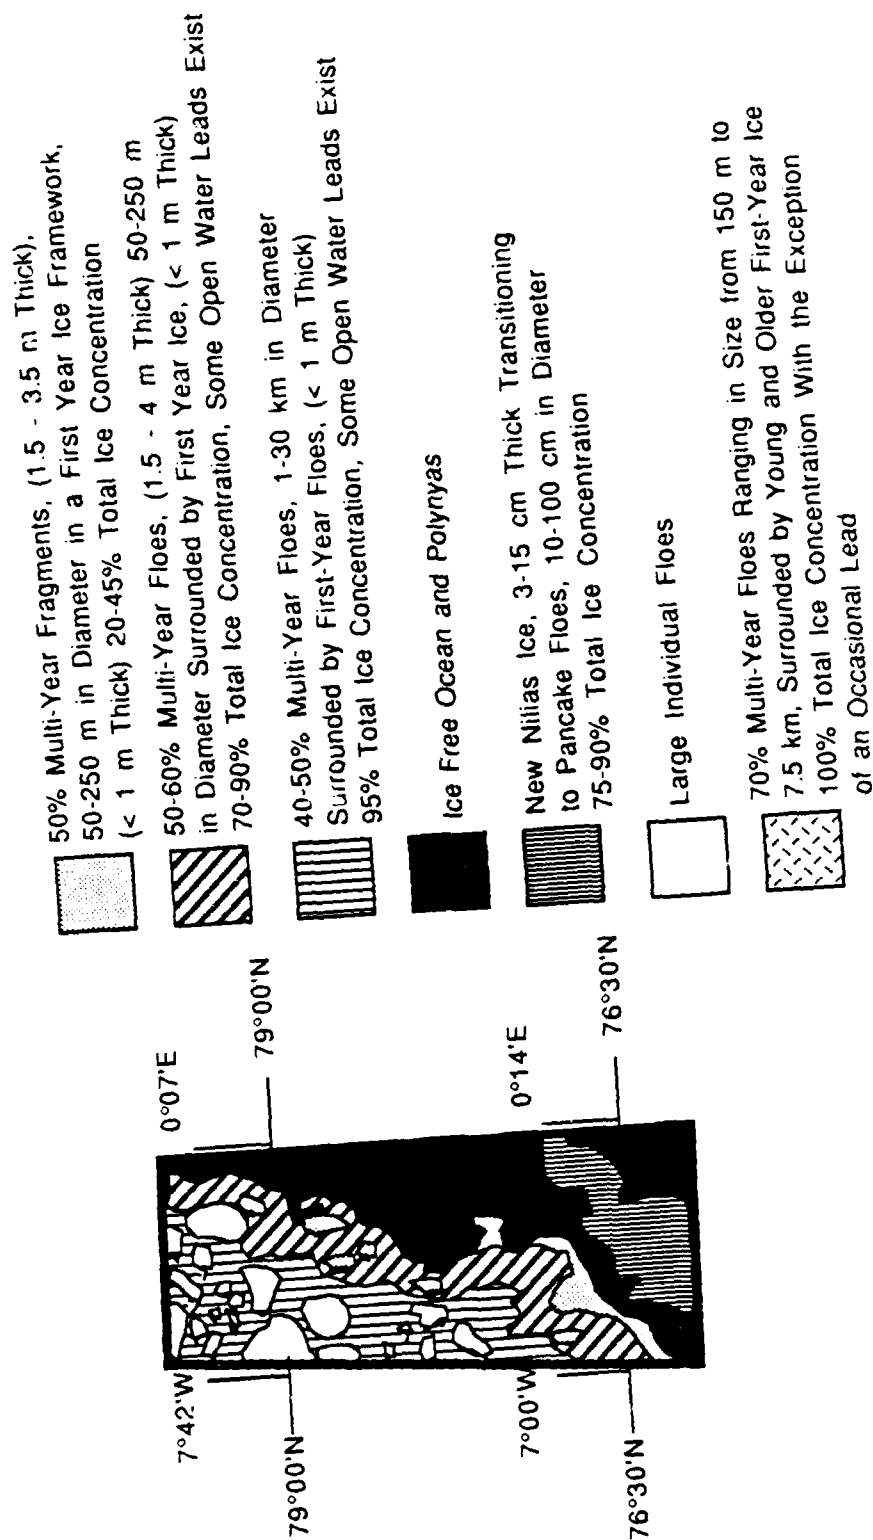 50% Multi-Year Fragments, (1.5 - 3.5 m Thick),
50-250 m in Diameter in a First Year Ice Framework,
(< 1 m Thick) 20-45% Total Ice Concentration
50-60% Multi-Year Floes, (1.5 - 4 m Thick) 50-250 m
in Diameter Surrounded by First Year Ice, (< 1 m Thick)
70-90% Total Ice Concentration, Some Open Water Leads Exist
40-50% Multi-Year Floes, 1-30 km in Diameter
Surrounded by First-Year Floes, (< 1 m Thick)
95% Total Ice Concentration, Some Open Water Leads Exist
Ice Free Ocean and Polynyas
New Nilias Ice, 3-15 cm Thick Transitioning
to Pancake Floes, 10-100 cm in Diameter
75-90% Total Ice Concentration
Large Individual Floes
70% Multi-Year Floes Ranging in Size from 150 m to
7.5 km, Surrounded by Young and Older First-Year Ice
100% Total Ice Concentration With the Exception
of an Occasional Lead
0°07'E
79°00'N
0°14'E
76°30'N
7°42'W
79°00'N
7°00'W
76°30'N